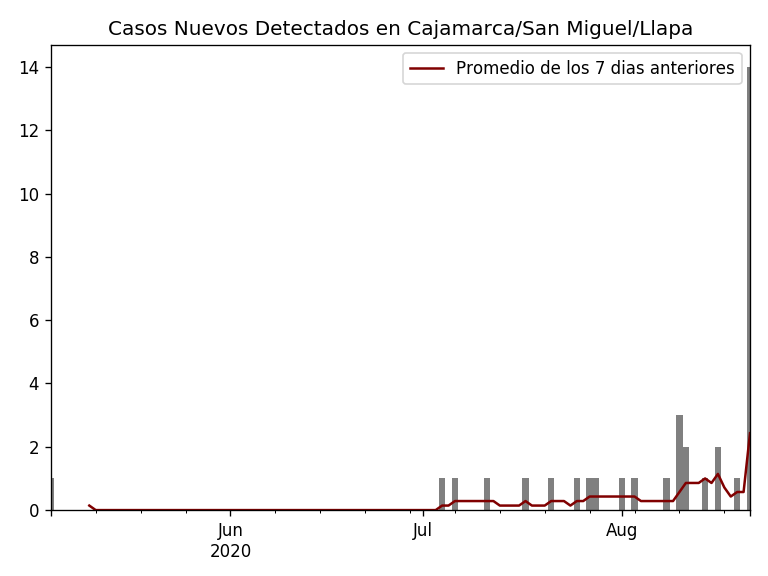 Casos Nuevos Detectados en Cajamarca/San Miguel/Llapa
Promedio de los 7 dias anteriores
14
12
10
8
6
4
2
0
Jun
2020
Jul
Aug